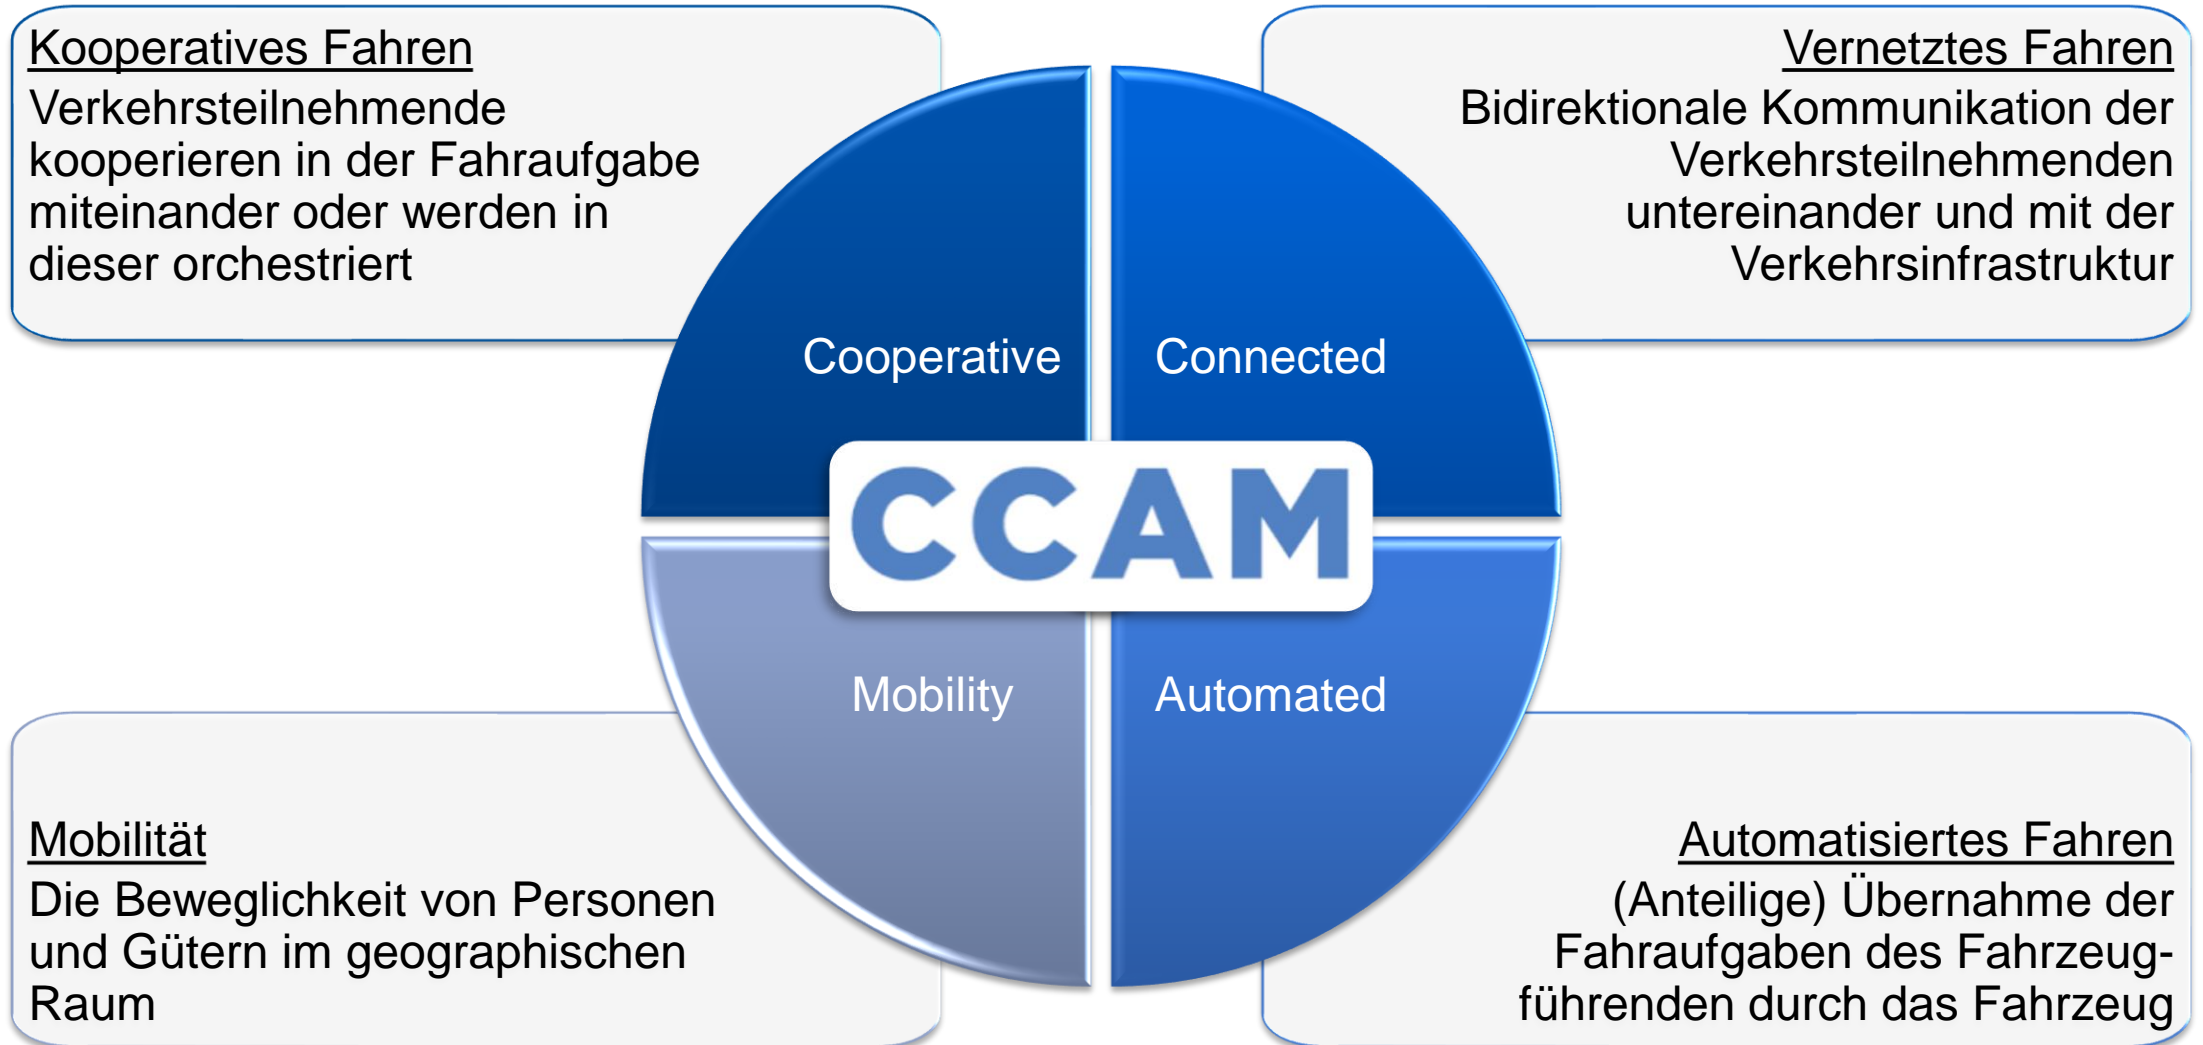 Kooperatives Fahren
Verkehrsteilnehmende
kooperieren in der Fahraufgabe
miteinander oder werden in
dieser orchestriert
Vernetztes Fahren
Bidirektionale Kommunikation der
Verkehrsteilnehmenden
untereinander und mit der
Verkehrsinfrastruktur
Cooperative
Connected
CCAM
Mobility
Automated
Mobilität
Die Beweglichkeit von Personen
und Gütern im geographischen
Raum
Automatisiertes Fahren
(Anteilige) Übernahme der
Fahraufgaben des Fahrzeug-
führenden durch das Fahrzeug